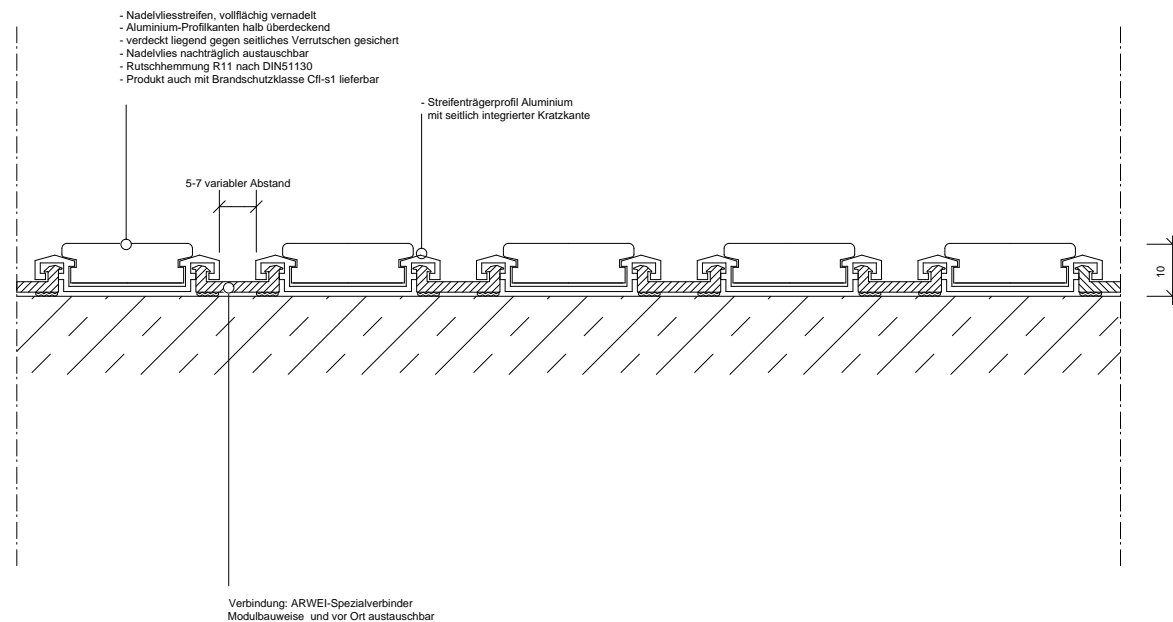 - Nadelvliesstreifen, vollflächig vernadelt
- Aluminium-Profilkanten halb überdeckend
- verdeckt liegend gegen seitliches Verrutschen gesichert
- Nadelvlies nachträglich austauschbar
- Rutschhemmung R11 nach DIN51130
- Produkt auch mit Brandschutzklasse Cfl-s1 lieferbar
- Streifenträgerprofil Aluminium
mit seitlich integrierter Kratzkante
5-7 variabler Abstand
10
Verbindung: ARWEI-Spezialverbinder
Modulbauweise und vor Ort austauschbar